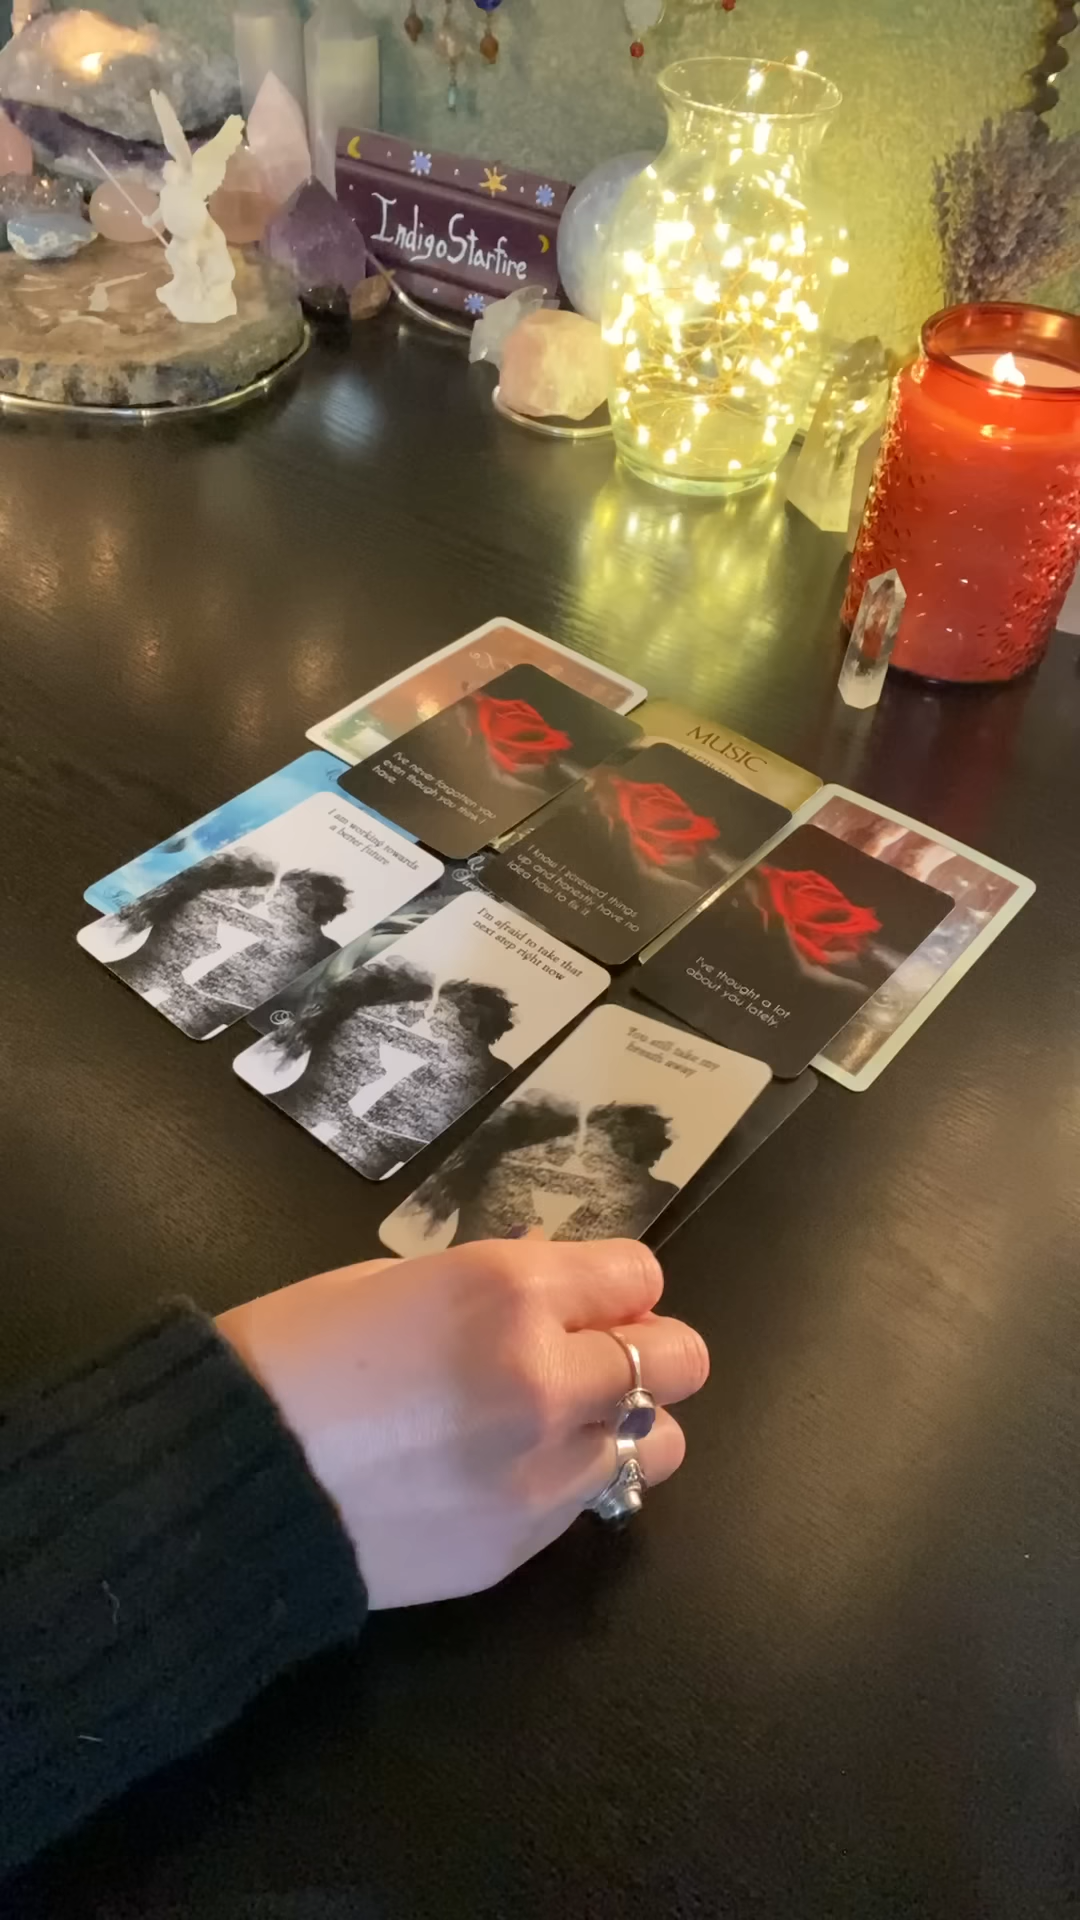 IndigoStarfire
MUSIC
I've never forgotten you
even though you think I
have.
I know I screwed things
up and honestly have no
idea how to fix it.
I've thought a lot
about you lately.
I am working towards
a better future
I'm afraid to take that
next step right now
You still take my
breath away